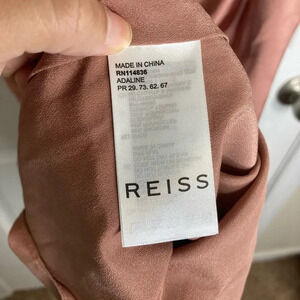 MADE IN CHINA
RN114836
ADALINE
PR 29. 73. 62. 67
REISS